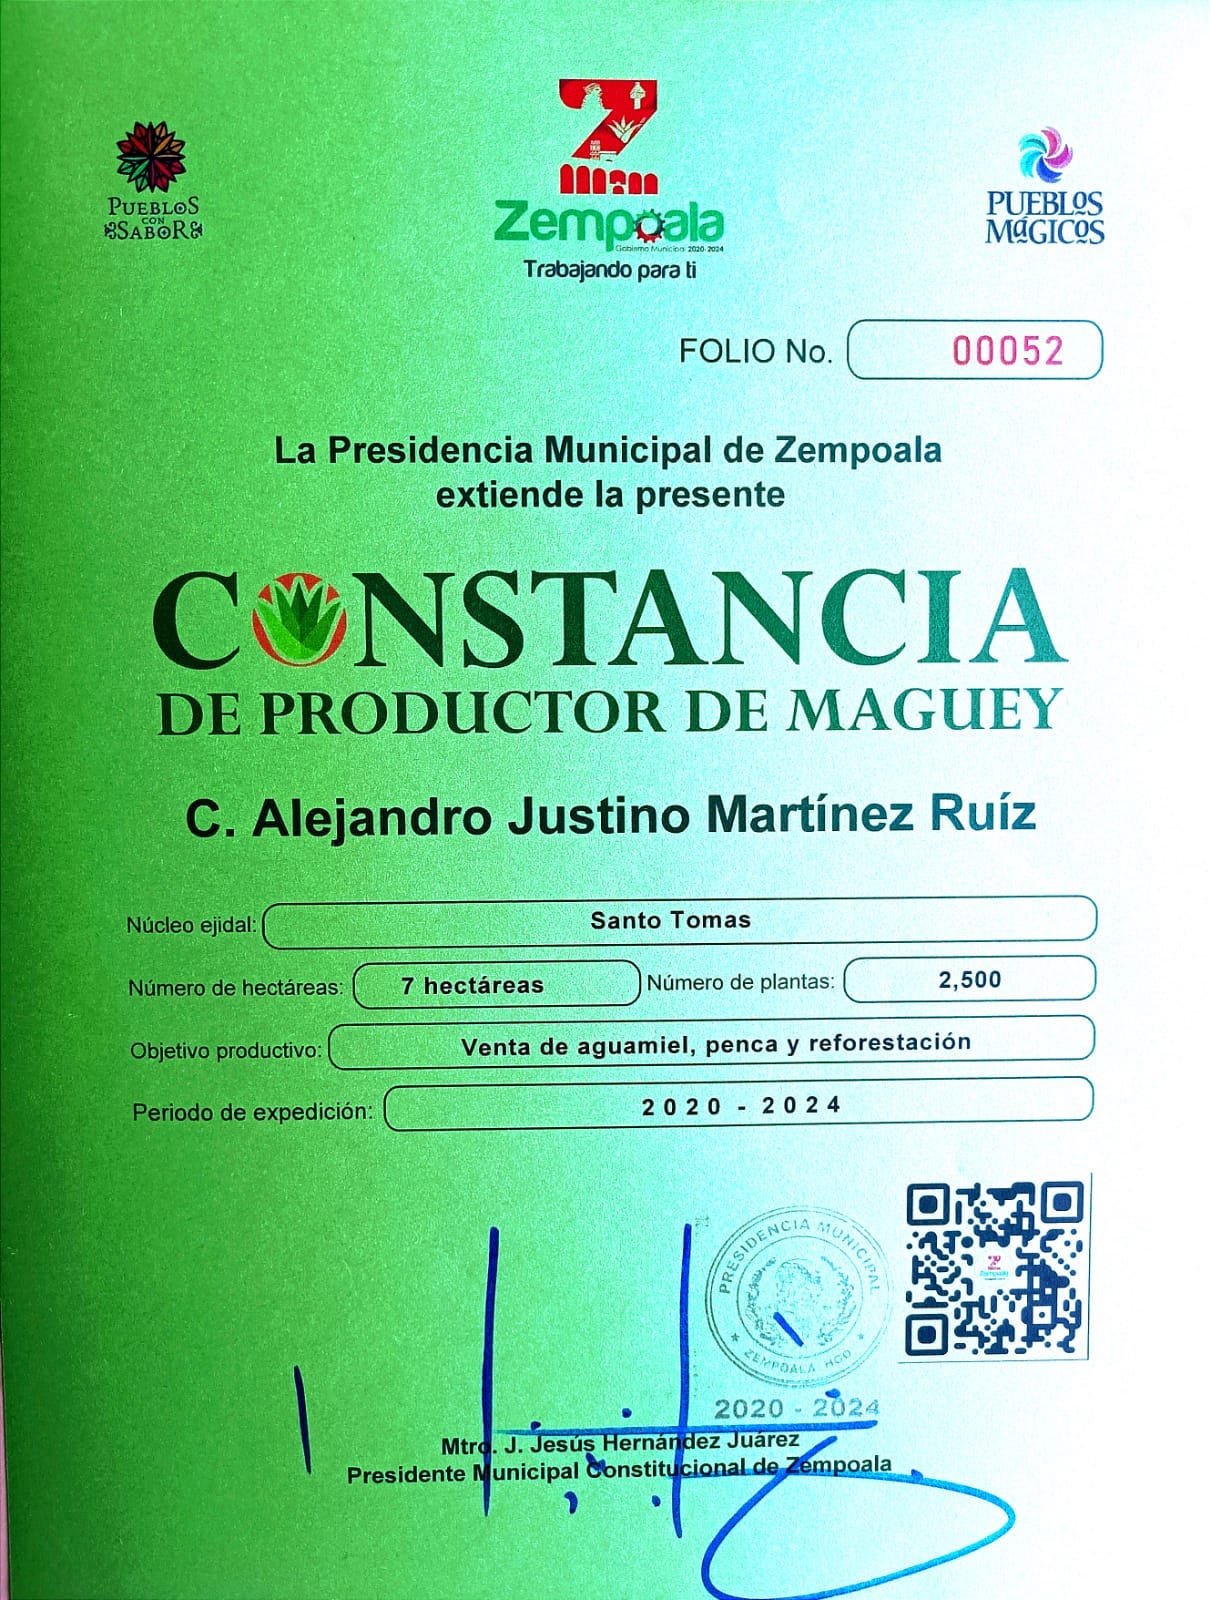 PUEBLOS
CON
SABOR
Zempoala
Gobierno Municipal 2020-2024
Trabajando para ti
PUEBLOS
MÁGICOS
FOLIO No. 00052
La Presidencia Municipal de Zempoala
extiende la presente
CONSTANCIA
DE PRODUCTOR DE MAGUEY
C. Alejandro Justino Martínez Ruíz
Núcleo ejidal: Santo Tomas
Número de hectáreas: 7 hectáreas Número de plantas: 2,500
Objetivo productivo: Venta de aguamiel, penca y reforestación
Periodo de expedición: 2020 - 2024
PRESIDENCIA MUNICIPAL
ZEMPOALA HGO
2020 - 2024
Zempoala
Mtro. J. Jesús Hernández Juárez
Presidente Municipal Constitucional de Zempoala